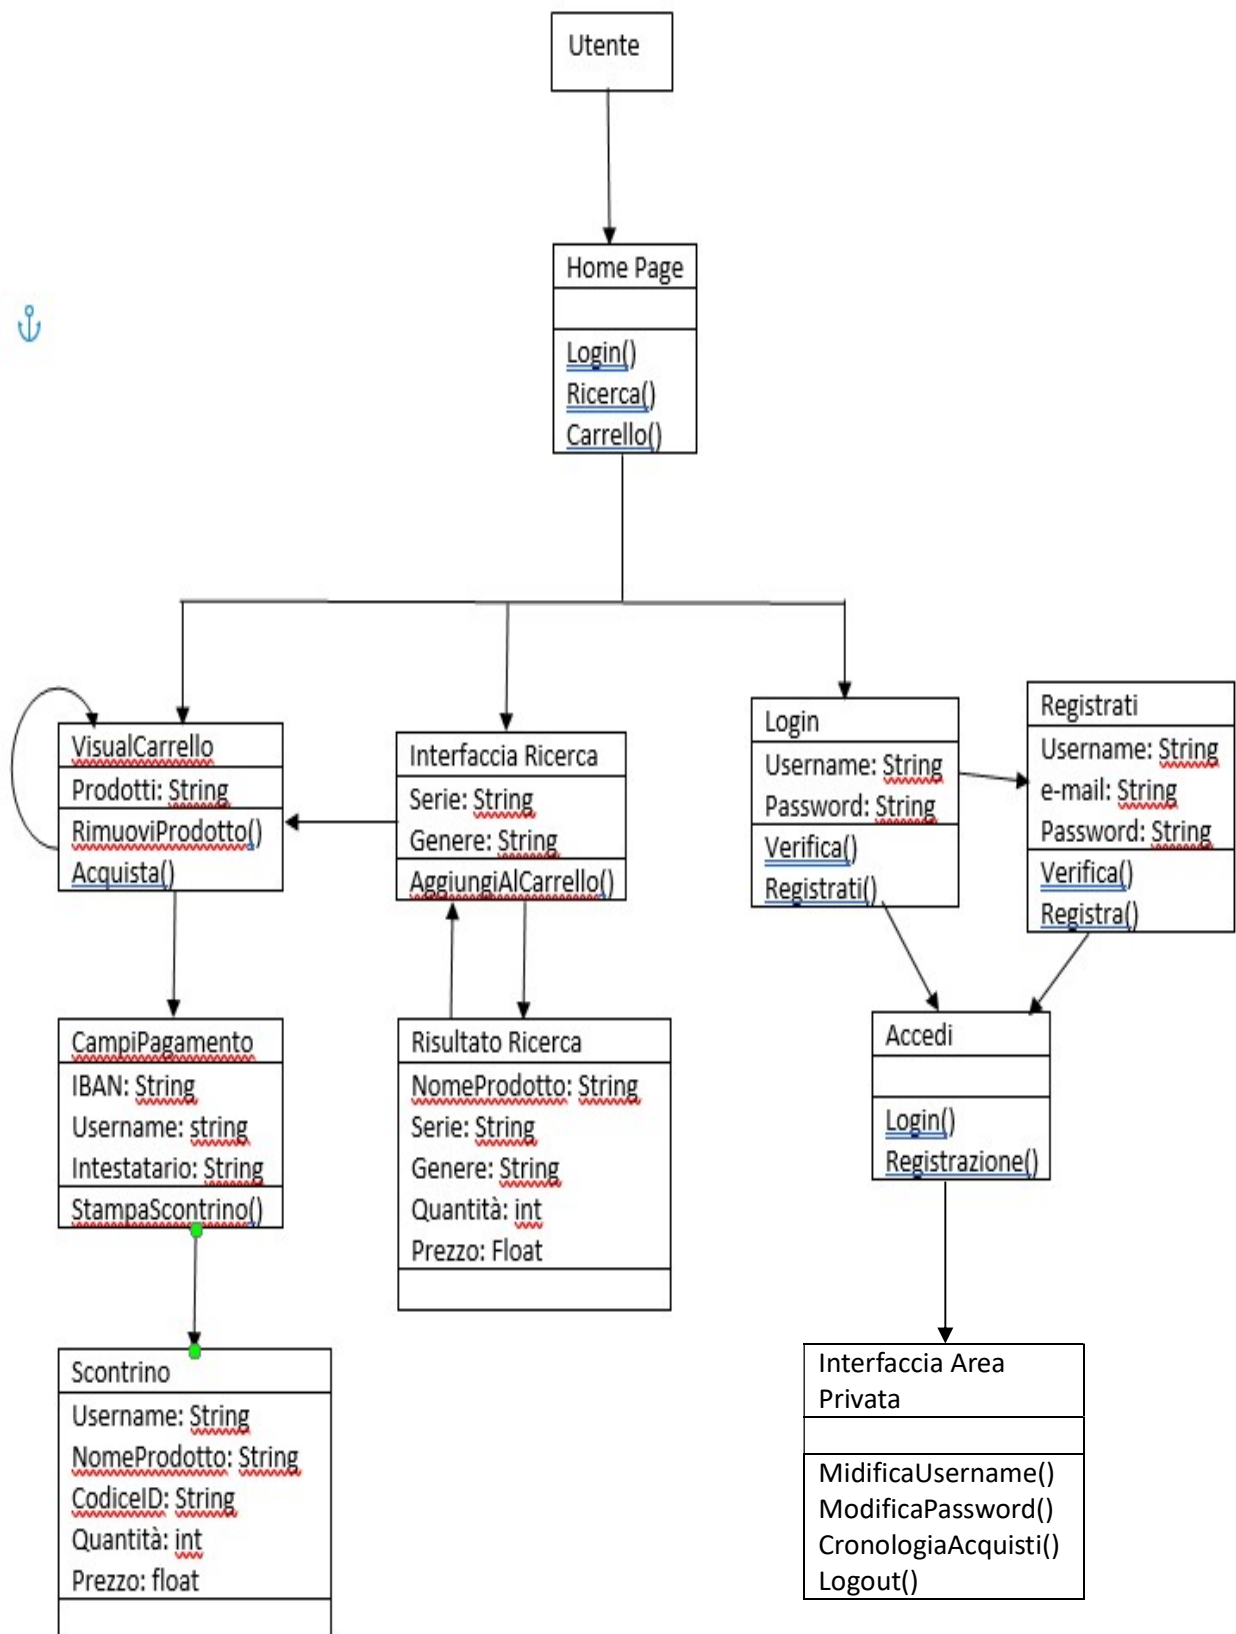 Utente
Home Page
Login()
Ricerca()
Carrello()
VisualCarrello
Prodotti: String
RimuoviProdotto()
Acquista()
Interfaccia Ricerca
Serie: String
Genere: String
AggiungiAlCarrello()
Login
Username: String
Password: String
Verifica()
Registrati()
Registrati
Username: String
e-mail: String
Password: String
Verifica()
Registra()
CampiPagamento
IBAN: String
Username: string
Intestatario: String
StampaScontrino()
Risultato Ricerca
NomeProdotto: String
Serie: String
Genere: String
Quantità: int
Prezzo: Float
Accedi
Login()
Registrazione()
Scontrino
Username: String
NomeProdotto: String
CodiceID: String
Quantità: int
Prezzo: float
Interfaccia Area
Privata
MidificaUsername()
ModificaPassword()
CronologiaAcquisti()
Logout()